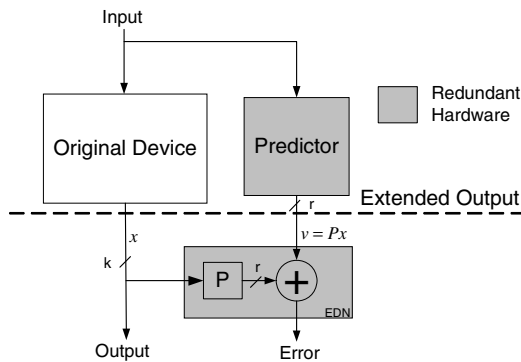 Input
Original Device
Predictor
Redundant
Hardware
r
Extended Output
x
v = Px
k
P
r
+
EDN
Output
Error